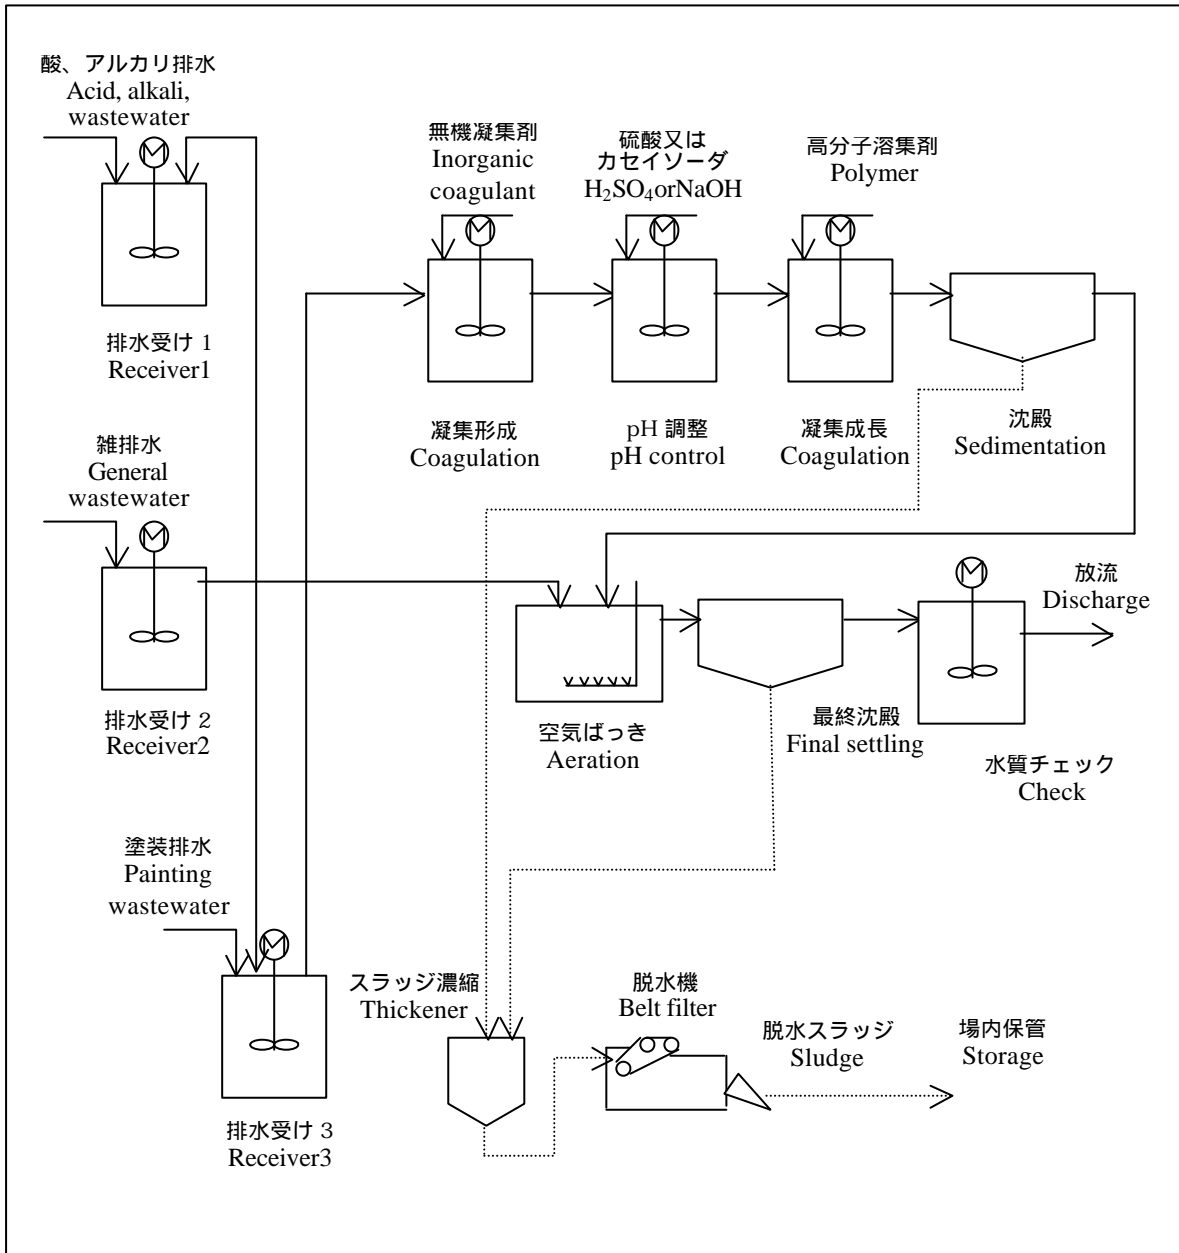 酸、アルカリ排水
Acid, alkali,
wastewater
無機凝集剤
Inorganic
coagulant
硫酸又は
カセイソーダ
H₂SO₄orNaOH
高分子溶集剤
Polymer
排水受け 1
Receiver1
凝集形成
Coagulation
pH 調整
pH control
凝集成長
Coagulation
沈殿
Sedimentation
雑排水
General
wastewater
排水受け 2
Receiver2
空気ばっき
Aeration
最終沈殿
Final settling
放流
Discharge
水質チェック
Check
塗装排水
Painting
wastewater
排水受け 3
Receiver3
スラッジ濃縮
Thickener
脱水機
Belt filter
脱水スラッジ
Sludge
場内保管
Storage